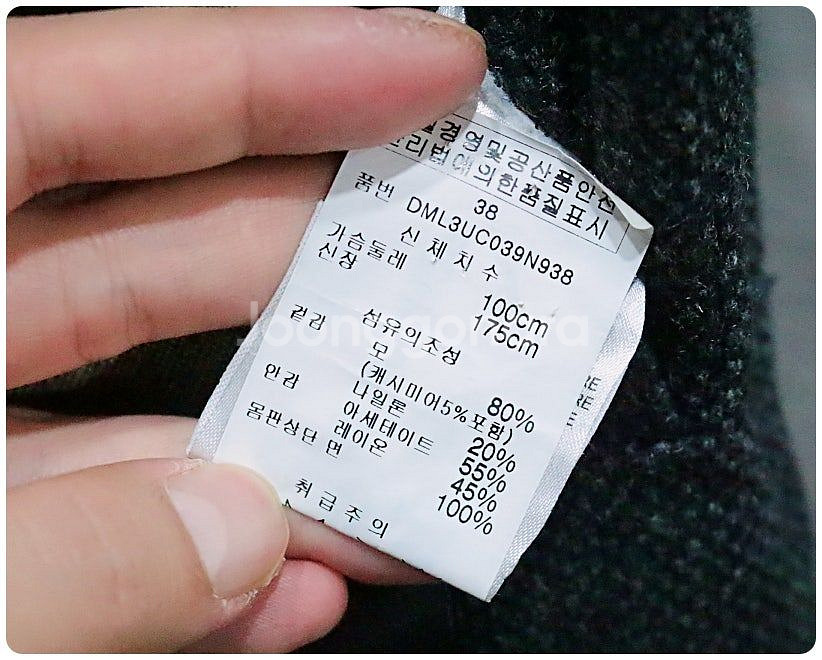 경영및공산품안전
리법에의한품질표시
38
품번 DML3UC039N938
신체치수
가슴둘레 100cm
신장 175cm
섬유의조성
겉감 모 80%
(캐시미어5%포함)
나일론 20%
안감 아세테이트 55%
레이온 45%
몸판상단 면 100%
취급주의
RE
RE
E
Joonggonara